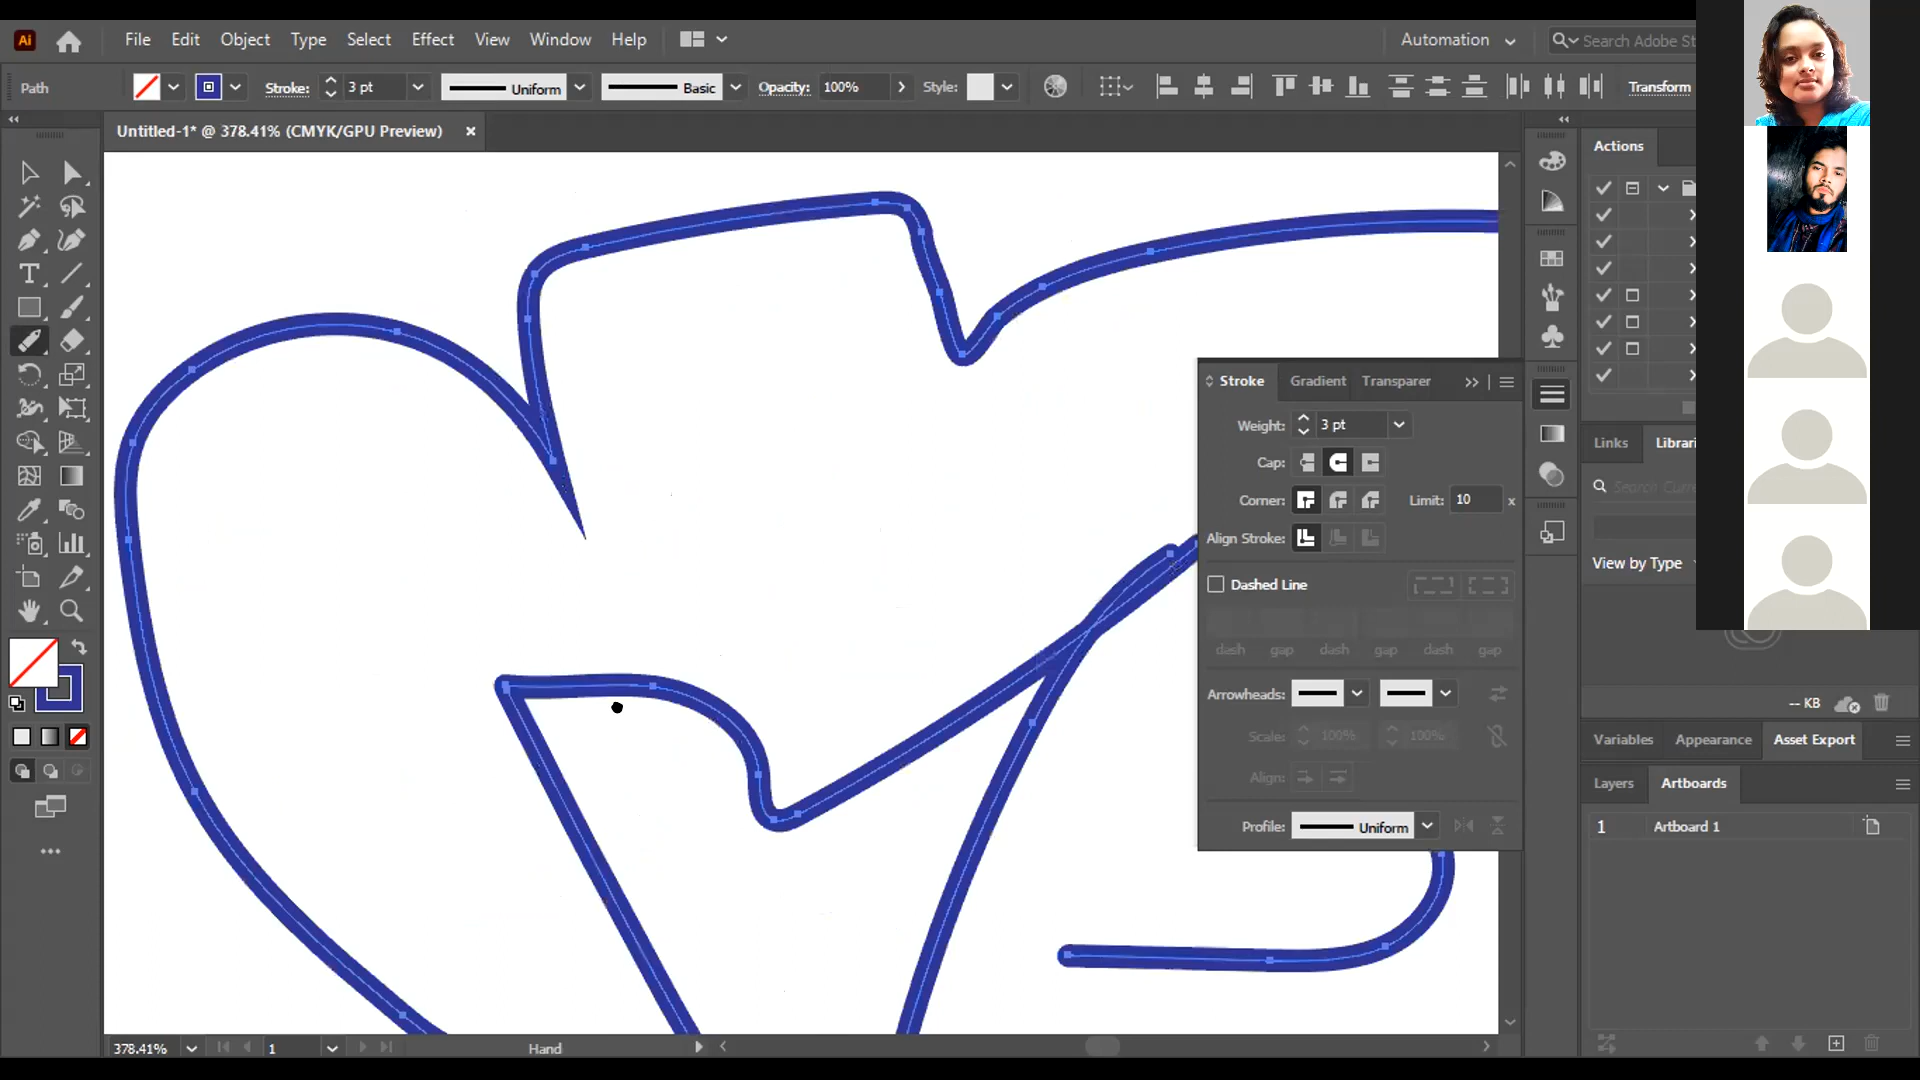 Ai File Edit Object Type Select Effect View Window Help Automation Search Adobe St
Path Stroke: 3 pt Uniform Basic Opacity: 100% Style: Transform
Untitled-1* @ 378.41% (CMYK/GPU Preview) ×
Actions
Stroke Gradient Transparer
Weight: 3 pt
Cap:
Corner: Limit: 10 x
Align Stroke:
Dashed Line
dash gap dash gap dash gap
Arrowheads:
Scale: 100% 100%
Align:
Profile: Uniform
Links Librari
Search Curre
View by Type
-- KB
Variables Appearance Asset Export
Layers Artboards
1 Artboard 1
378.41% 1 Hand